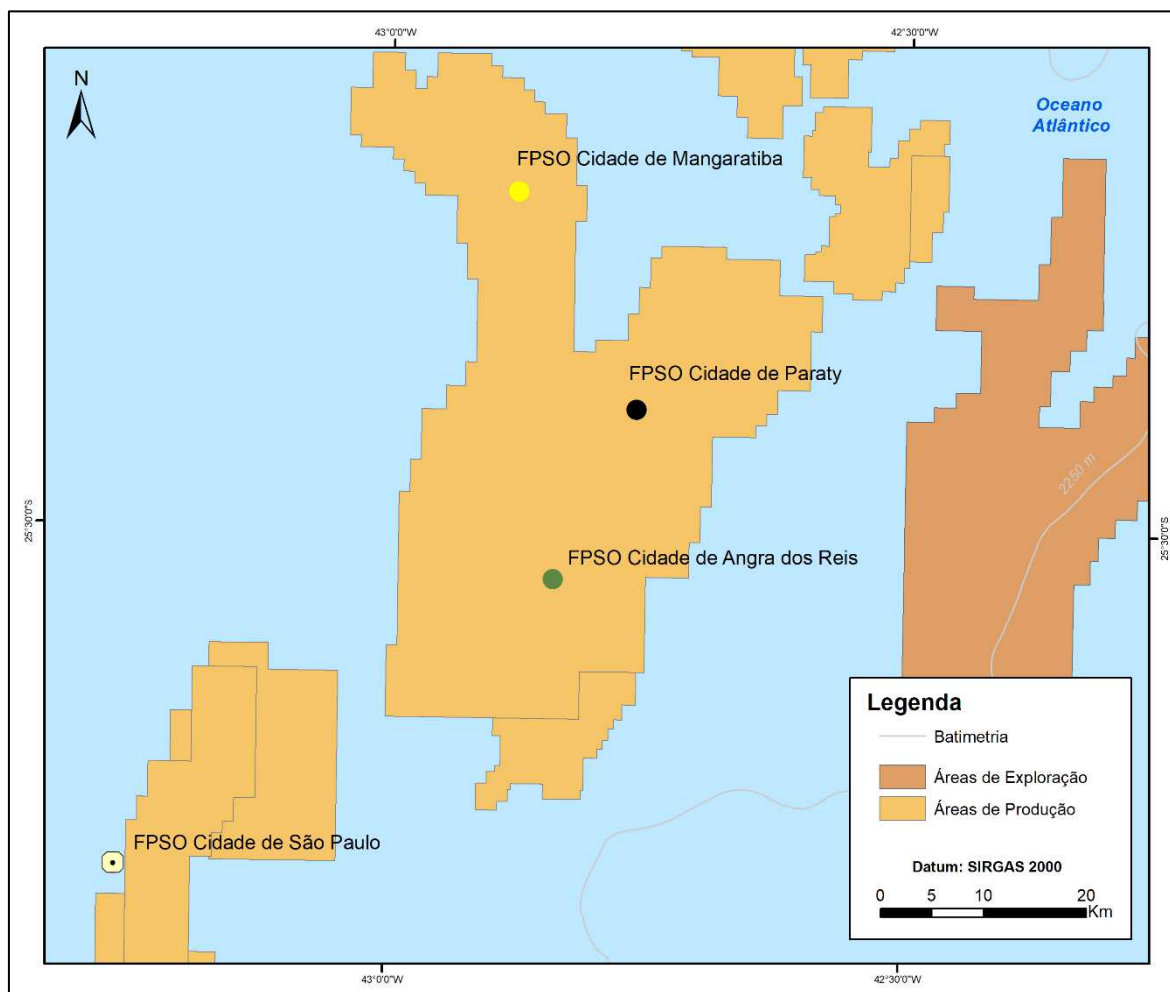 43°0'0"W
42°30'0"W
N
Oceano
Atlântico
FPSO Cidade de Mangaratiba
FPSO Cidade de Paraty
2250 m
25°30'0"S
25°30'0"S
FPSO Cidade de Angra dos Reis
Legenda
Batimetria
Áreas de Exploração
Áreas de Produção
FPSO Cidade de São Paulo
Datum: SIRGAS 2000
0 5 10 20
Km
43°0'0"W
42°30'0"W